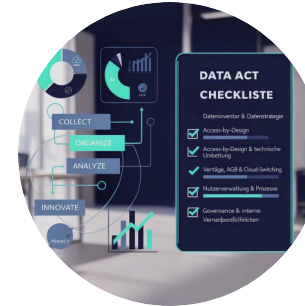 COLLECT
ORGANIZE
ANALYZE
INNOVATE
PRIVACY
DATA ACT
CHECKLISTE
Dateninventar & Datenstrategie
Access-by-Design
Access-by-Design & technische
Umbettung
Verträge, AGB & Cloud-Switching
Nutzerverwaltung & Prozesse
Governance & interne